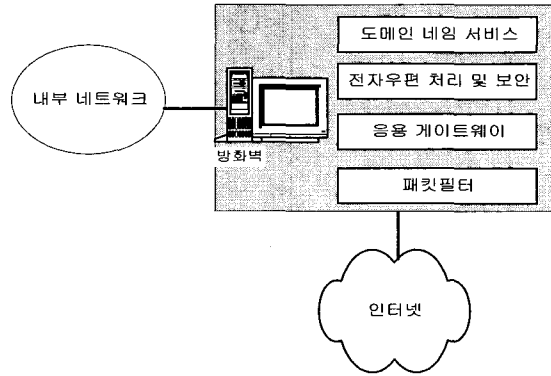 도메인 네임 서비스
전자우편 처리 및 보안
내부 네트워크
응용 게이트웨이
방화벽
패킷필터
인터넷